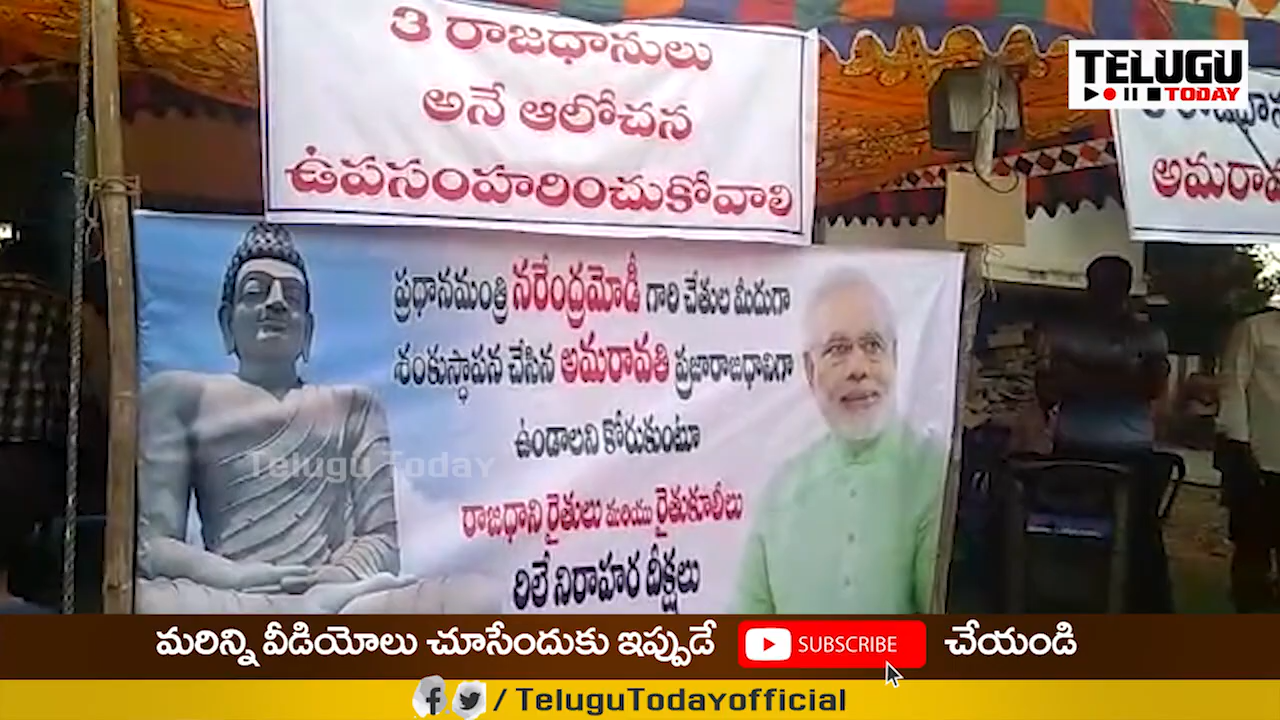 3 రాజధానులు
అనే ఆలోచన
ఉపసంహరించుకోవాలి
TELUGU
TODAY
అమరావ
ప్రధానమంత్రి నరేంద్రమోడీ గారి చేతుల మీదుగా
శంకుస్థాపన చేసిన అమరావతి ప్రజారాజధానిగా
ఉండాలని కోరుకుంటూ
రాజధాని రైతులు మరియు రైతుకూలీలు
రిలే నిరాహార దీక్షలు
Telugu Today
మరిన్ని వీడియోలు చూసేందుకు ఇప్పుడే SUBSCRIBE చేయండి
/ TeluguTodayofficial